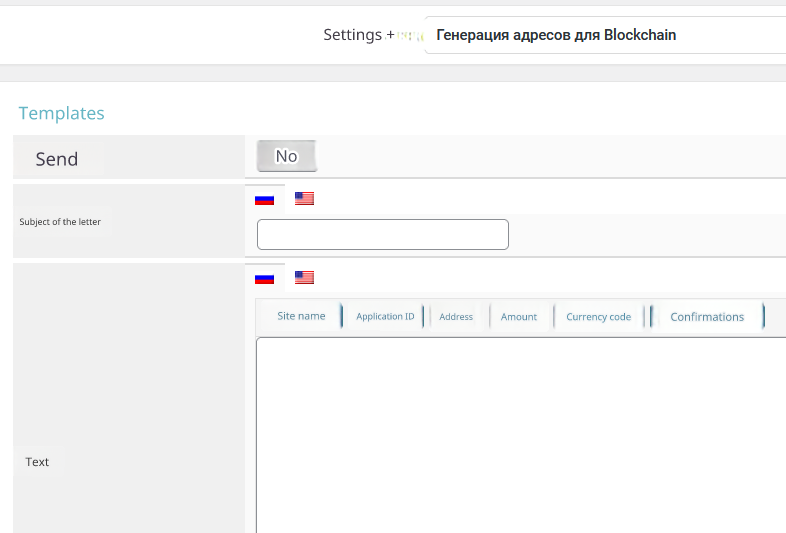 Settings + Генерация адресов для Blockchain
Templates
Send No
Subject of the letter
Site name Application ID Address Amount Currency code Confirmations
Text